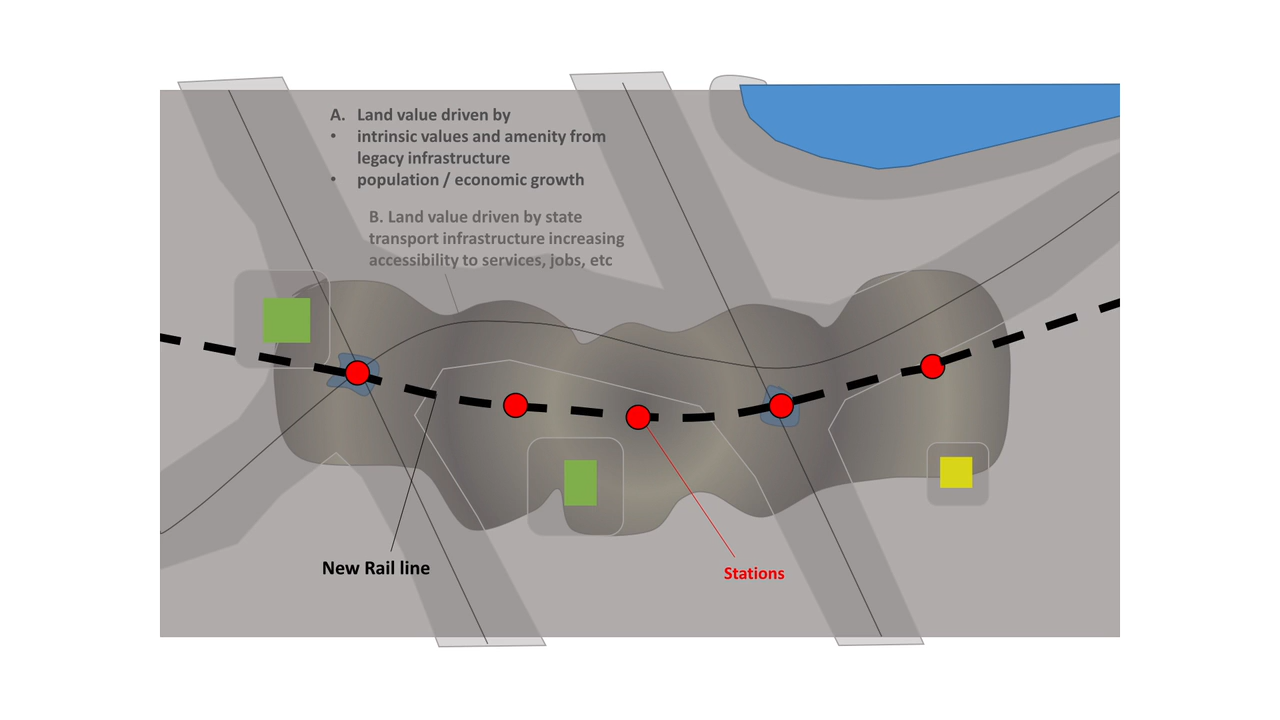 A. Land value driven by
• intrinsic values and amenity from
legacy infrastructure
• population / economic growth
B. Land value driven by state
transport infrastructure increasing
accessibility to services, jobs, etc
New Rail line
Stations